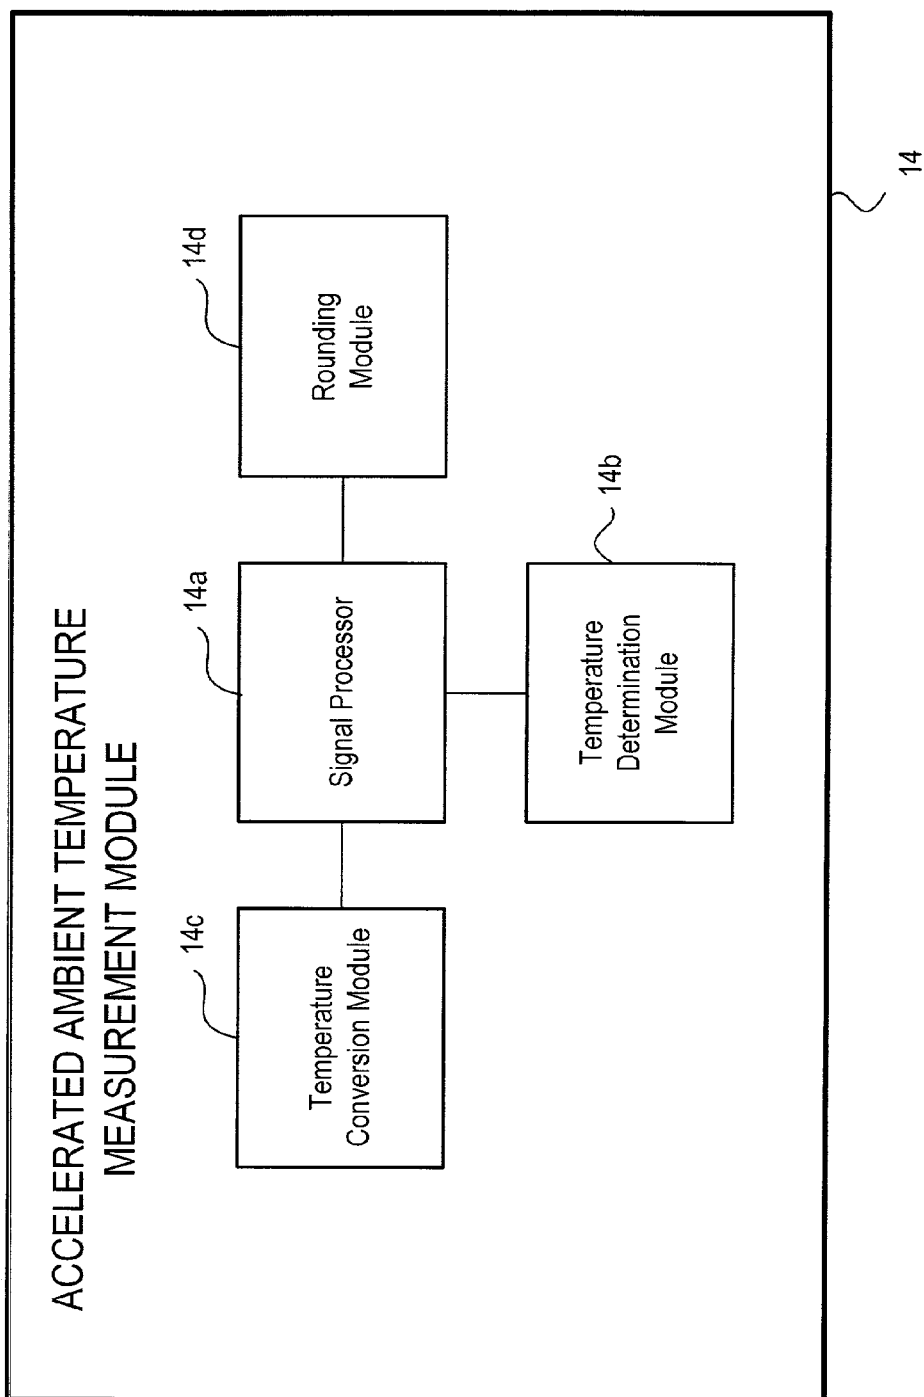 ACCELERATED AMBIENT TEMPERATURE
MEASUREMENT MODULE
14c
Temperature
Conversion Module
14a
Signal Processor
14d
Rounding
Module
14b
Temperature
Determination
Module
14